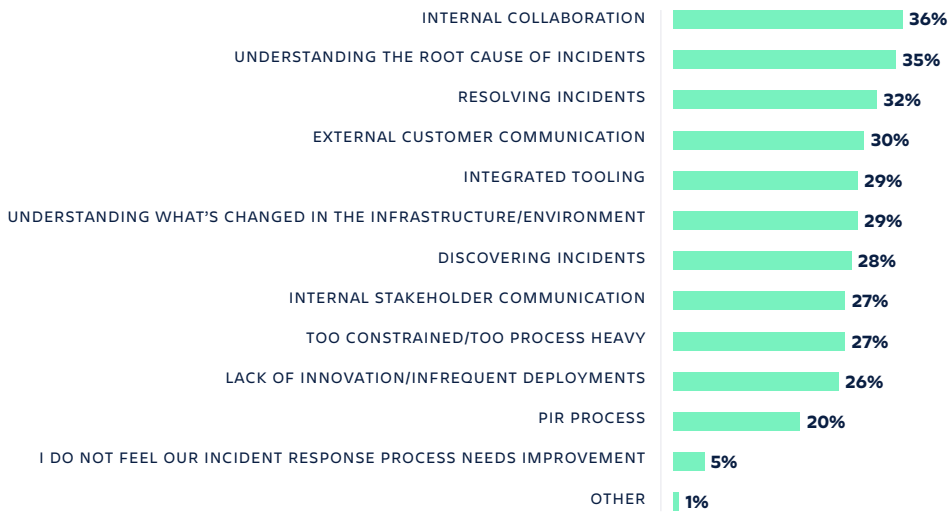 INTERNAL COLLABORATION 36%
UNDERSTANDING THE ROOT CAUSE OF INCIDENTS 35%
RESOLVING INCIDENTS 32%
EXTERNAL CUSTOMER COMMUNICATION 30%
INTEGRATED TOOLING 29%
UNDERSTANDING WHAT'S CHANGED IN THE INFRASTRUCTURE/ENVIRONMENT 29%
DISCOVERING INCIDENTS 28%
INTERNAL STAKEHOLDER COMMUNICATION 27%
TOO CONSTRAINED/TOO PROCESS HEAVY 27%
LACK OF INNOVATION/INFREQUENT DEPLOYMENTS 26%
PIR PROCESS 20%
I DO NOT FEEL OUR INCIDENT RESPONSE PROCESS NEEDS IMPROVEMENT 5%
OTHER 1%